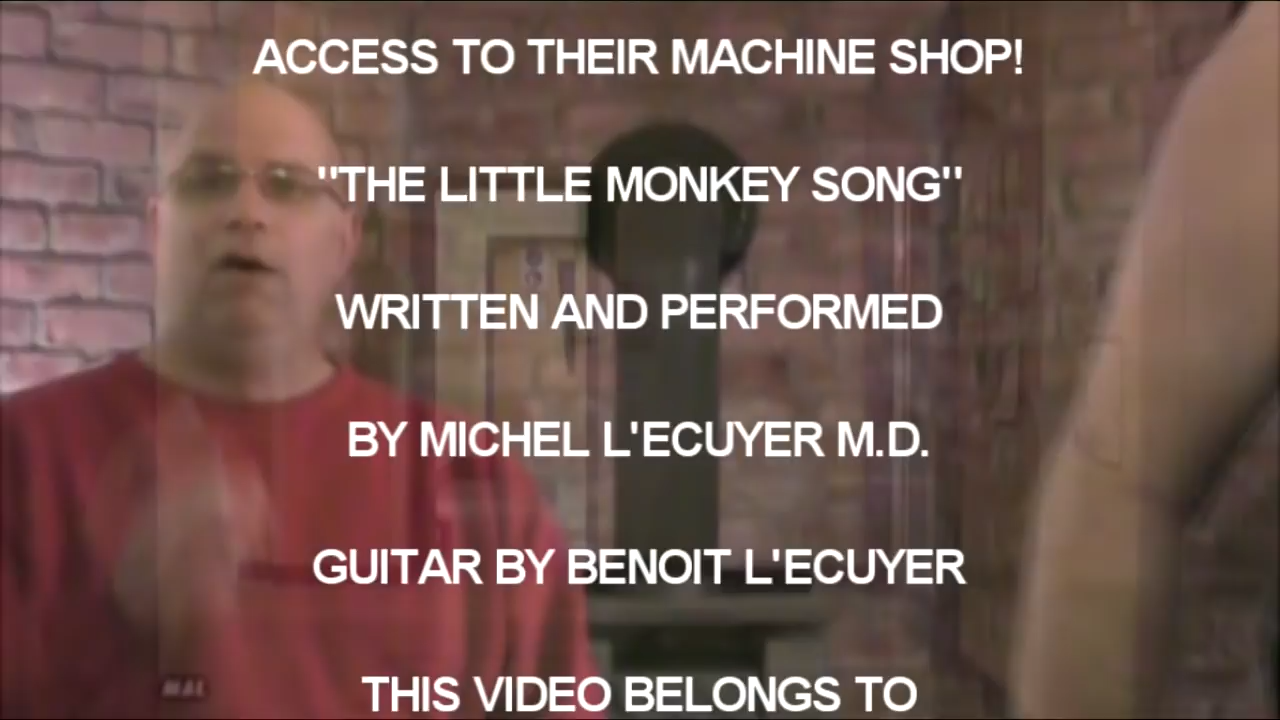 ACCESS TO THEIR MACHINE SHOP!
"THE LITTLE MONKEY SONG"
WRITTEN AND PERFORMED
BY MICHEL L'ECUYER M.D.
GUITAR BY BENOIT L'ECUYER
MAL
THIS VIDEO BELONGS TO